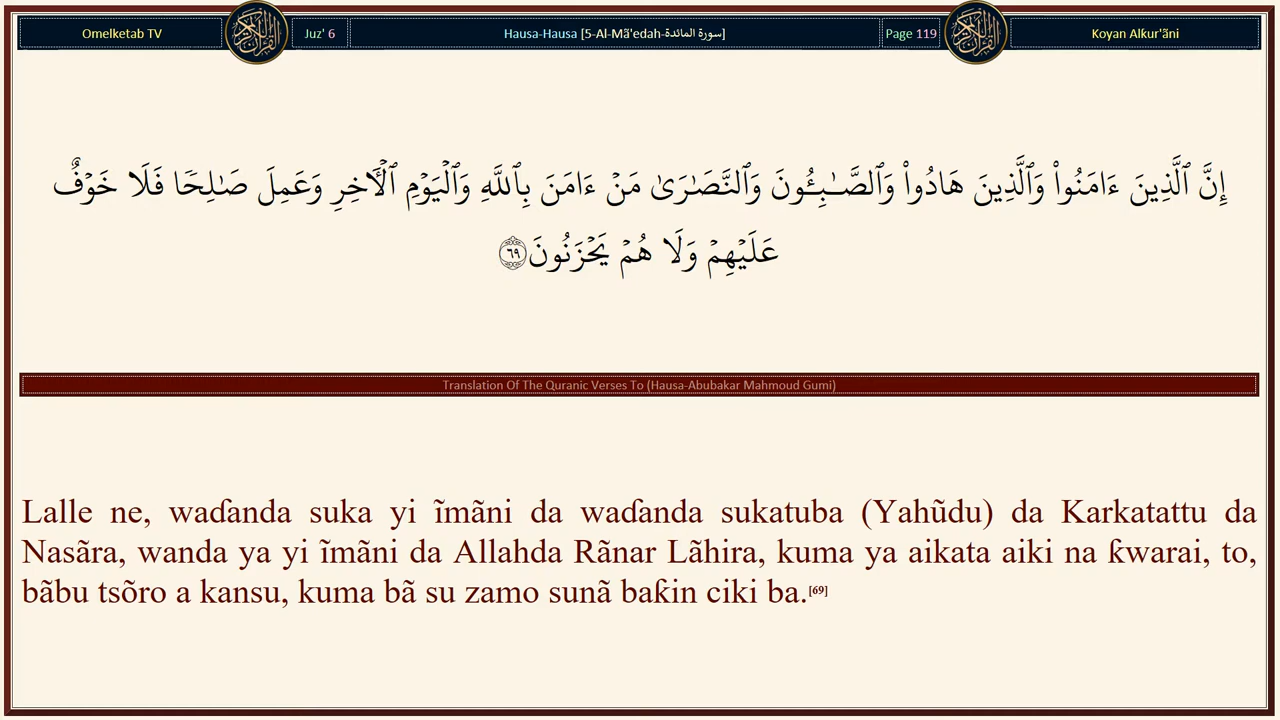 Omelketab TV
Juz' 6
Hausa-Hausa [5-Al-Mã'edah-سورة المائدة]
Page 119
Koyan Alƙur'ãni
إِنَّ ٱلَّذِينَ ءَامَنُوا۟ وَٱلَّذِينَ هَادُوا۟ وَٱلصَّـٰبِـُٔونَ وَٱلنَّصَـٰرَىٰ مَنْ ءَامَنَ بِٱللَّهِ وَٱلْيَوْمِ ٱلْـَٔاخِرِ وَعَمِلَ صَـٰلِحًا فَلَا خَوْفٌ
عَلَيْهِمْ وَلَا هُمْ يَحْزَنُونَ ٦٩
Translation Of The Quranic Verses To (Hausa-Abubakar Mahmoud Gumi)
Lalle ne, waɗanda suka yi ĩmãni da waɗanda sukatuba (Yahũdu) da Karkatattu da
Nasãra, wanda ya yi ĩmãni da Allahda Rãnar Lãhira, kuma ya aikata aiki na ƙwarai, to,
bãbu tsõro a kansu, kuma bã su zamo sunã baƙin ciki ba.[69]